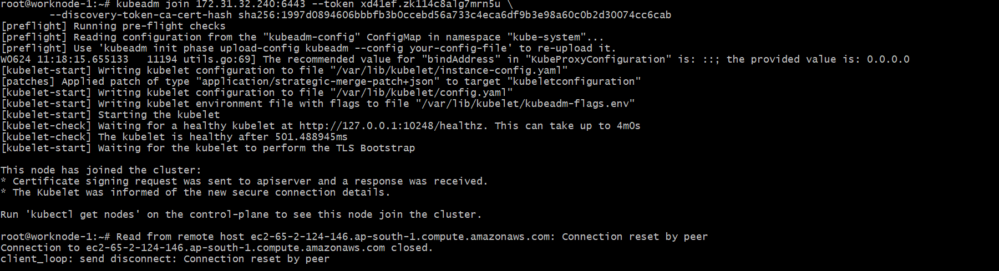 root@worknode-1:~# kubeadm join 172.31.32.240:6443 --token xd41ef.zk114c8alg7mrn5u \
        --discovery-token-ca-cert-hash sha256:1997d0894606bbbfb3b0ccebd56a733c4eca6df9b3e98a60c0b2d30074cc6cab
[preflight] Running pre-flight checks
[preflight] Reading configuration from the "kubeadm-config" ConfigMap in namespace "kube-system"...
[preflight] Use 'kubeadm init phase upload-config kubeadm --config your-config-file' to re-upload it.
W0624 11:18:15.655133   11194 utils.go:69] The recommended value for "bindAddress" in "KubeProxyConfiguration" is: ::; the provided value is: 0.0.0.0
[kubelet-start] Writing kubelet configuration to file "/var/lib/kubelet/instance-config.yaml"
[patches] Applied patch of type "application/strategic-merge-patch+json" to target "kubeletconfiguration"
[kubelet-start] Writing kubelet configuration to file "/var/lib/kubelet/config.yaml"
[kubelet-start] Writing kubelet environment file with flags to file "/var/lib/kubelet/kubeadm-flags.env"
[kubelet-start] Starting the kubelet
[kubelet-check] Waiting for a healthy kubelet at http://127.0.0.1:10248/healthz. This can take up to 4m0s
[kubelet-check] The kubelet is healthy after 501.488945ms
[kubelet-start] Waiting for the kubelet to perform the TLS Bootstrap

This node has joined the cluster:
* Certificate signing request was sent to apiserver and a response was received.
* The Kubelet was informed of the new secure connection details.

Run 'kubectl get nodes' on the control-plane to see this node join the cluster.

root@worknode-1:~# Read from remote host ec2-65-2-124-146.ap-south-1.compute.amazonaws.com: Connection reset by peer
Connection to ec2-65-2-124-146.ap-south-1.compute.amazonaws.com closed.
client_loop: send disconnect: Connection reset by peer